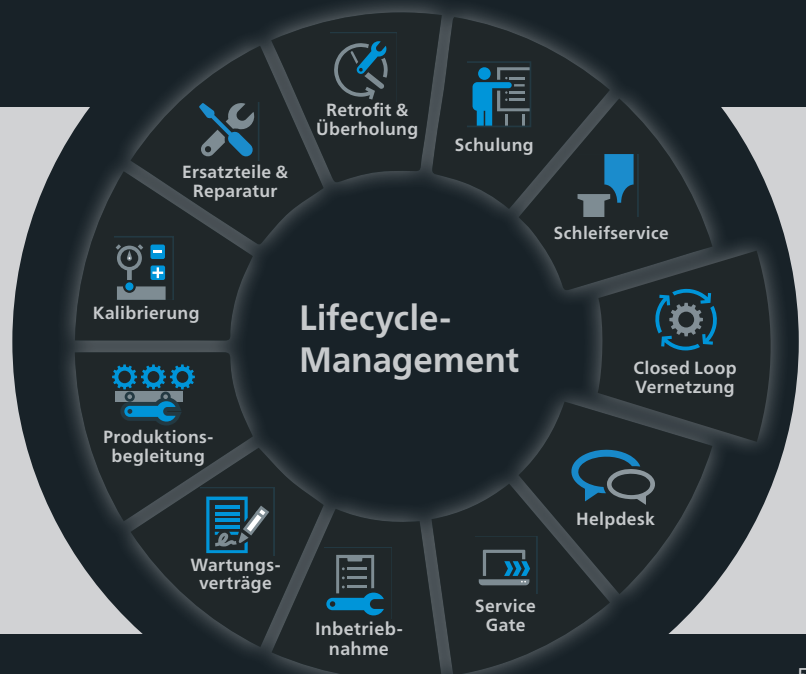 Lifecycle-
Management
Retrofit &
Überholung
Schulung
Schleifservice
Closed Loop
Vernetzung
Helpdesk
Service
Gate
Inbetrieb-
nahme
Wartungs-
verträge
Produktions-
begleitung
Kalibrierung
Ersatzteile &
Reparatur